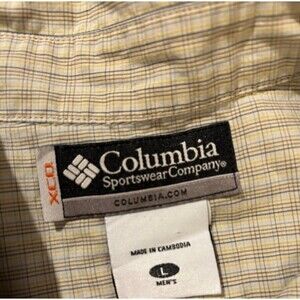 Columbia
Sportswear Company®
COLUMBIA.COM
XCO
MADE IN CAMBODIA
L
MEN'S